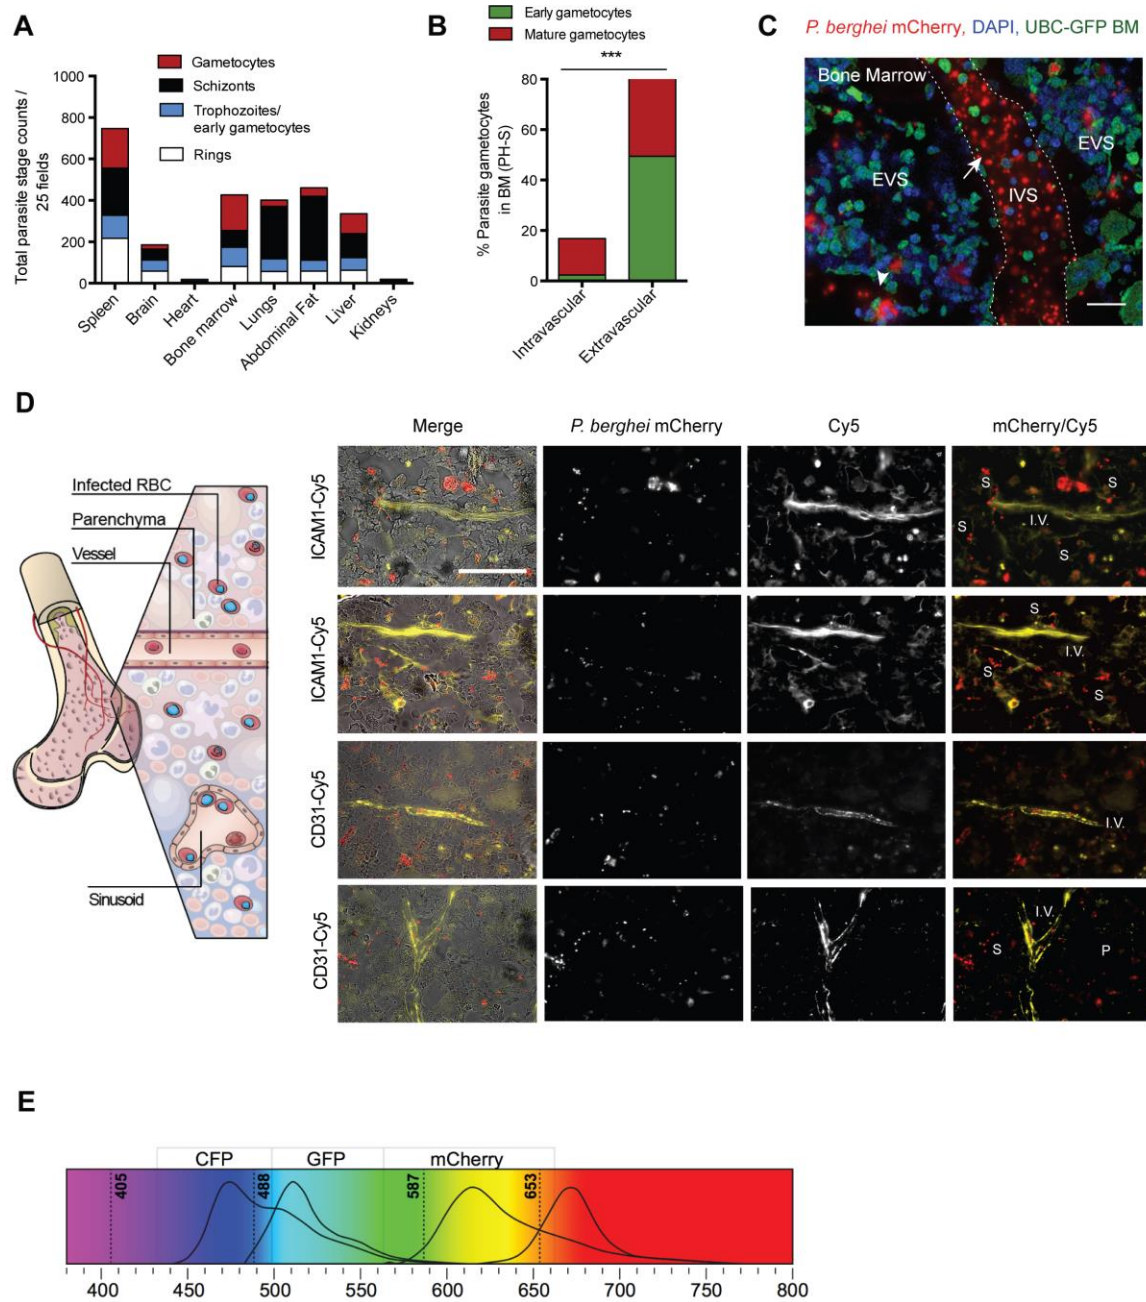 A
Gametocytes
Schizonts
Trophozoites/
early gametocytes
Rings
Total parasite stage counts /
25 fields
1000
800
600
400
200
0
Spleen
Brain
Heart
Bone marrow
Lungs
Abdominal Fat
Liver
Kidneys
B
Early gametocytes
Mature gametocytes
***
% Parasite gametocytes
in BM (PH-S)
80
60
40
20
0
Intravascular
Extravascular
C
P. berghei mCherry, DAPI, UBC-GFP BM
Bone Marrow
EVS
EVS
IVS
D
Infected RBC
Parenchyma
Vessel
Sinusoid
Merge
P. berghei mCherry
Cy5
mCherry/Cy5
ICAM1-Cy5
S
S
I.V.
S
S
ICAM1-Cy5
S
I.V.
S
S
CD31-Cy5
I.V.
CD31-Cy5
I.V.
S
P
E
CFP
GFP
mCherry
405
488
587
653
400
450
500
550
600
650
700
750
800